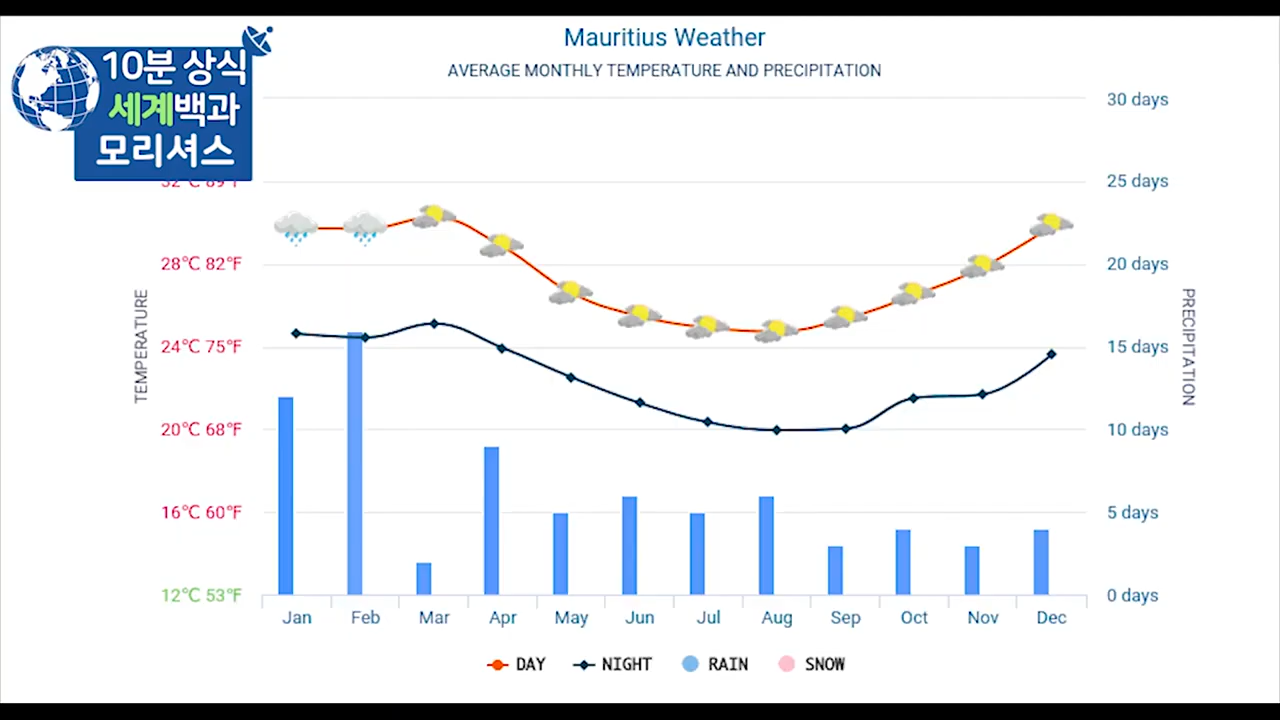 Mauritius Weather
AVERAGE MONTHLY TEMPERATURE AND PRECIPITATION
10분 상식
세계백과
모리셔스
30 days
32℃ 89℉ 25 days
28℃ 82℉ 20 days
24℃ 75℉ 15 days
20℃ 68℉ 10 days
16℃ 60℉ 5 days
12℃ 53℉ 0 days
TEMPERATURE
PRECIPITATION
Jan Feb Mar Apr May Jun Jul Aug Sep Oct Nov Dec
DAY NIGHT RAIN SNOW